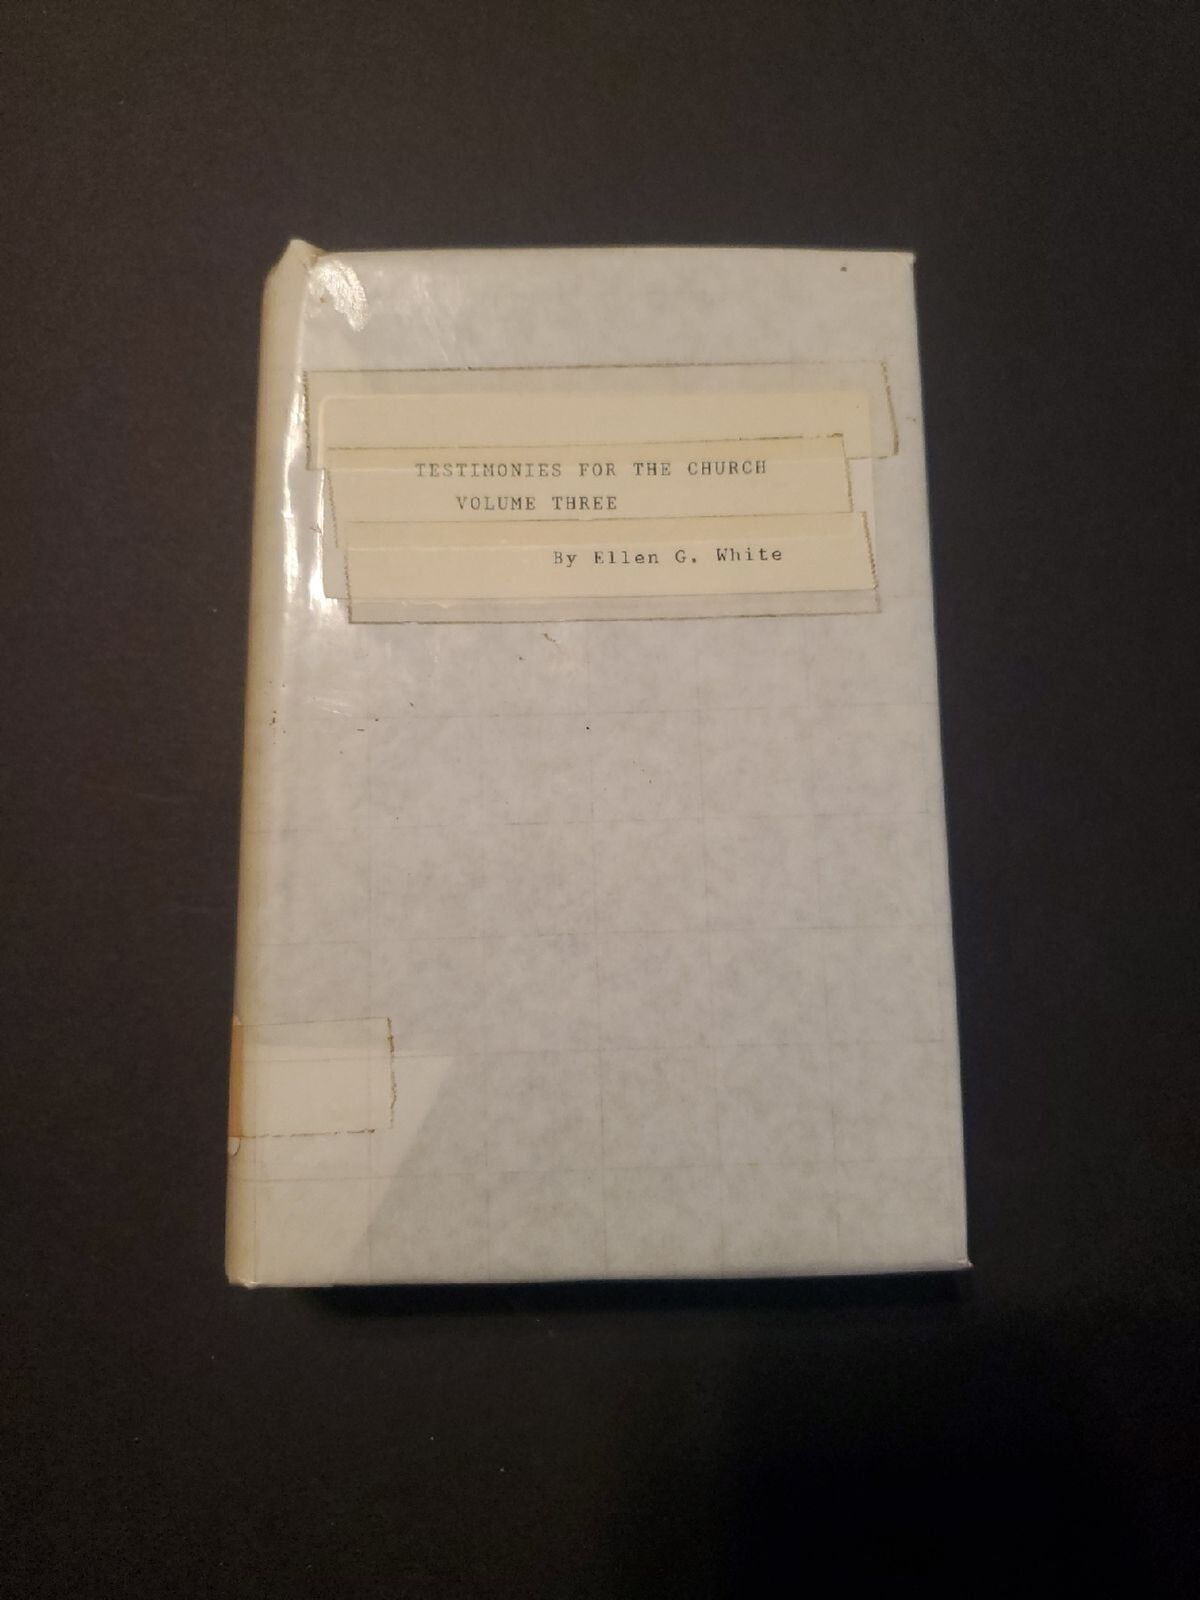 TESTIMONIES FOR THE CHURCH
VOLUME THREE
By Ellen G. White